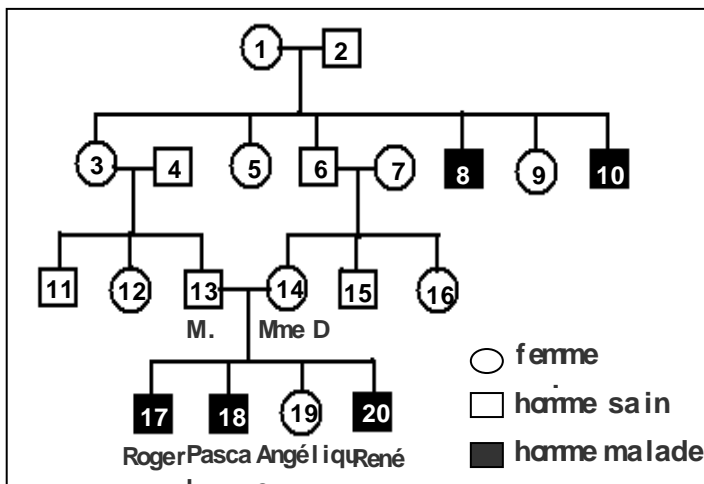 1 2
3 4 5 6 7 8 9 10
11 12 13 14 15 16
M. Mme D
17 18 19 20
Roger Pasca Angéliqu René
femme
homme sain
homme malade